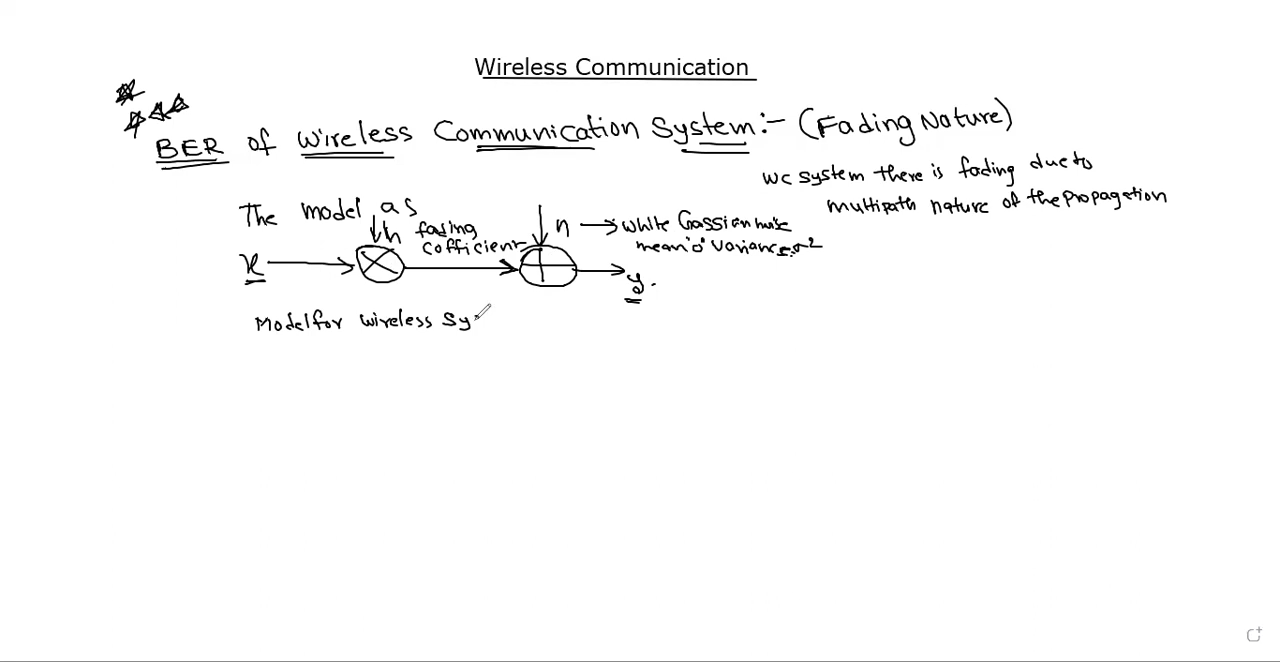 Wireless Communication
BER of Wireless Communication System:- (Fading Nature)
WC system there is fading due to
multipath nature of the propagation
The model as
h fading
cofficient
n → White Gassian noise
mean '0' variance σ²
x
y.
Model for wireless Sy